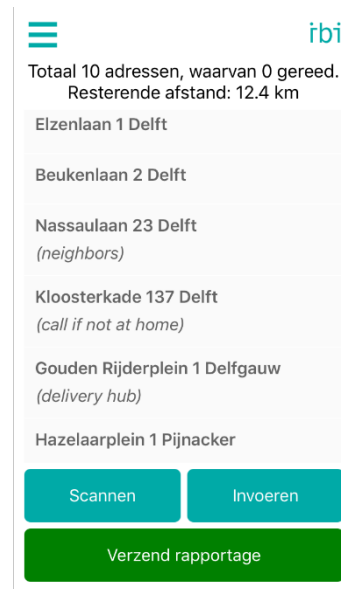 rbi
Totaal 10 adressen, waarvan 0 gereed.
Resterende afstand: 12.4 km
Elzenlaan 1 Delft
Beukenlaan 2 Delft
Nassaulaan 23 Delft
(neighbors)
Kloosterkade 137 Delft
(call if not at home)
Gouden Rijderplein 1 Delfgauw
(delivery hub)
Hazelaarplein 1 Pijnacker
Scannen Invoeren
Verzend rapportage